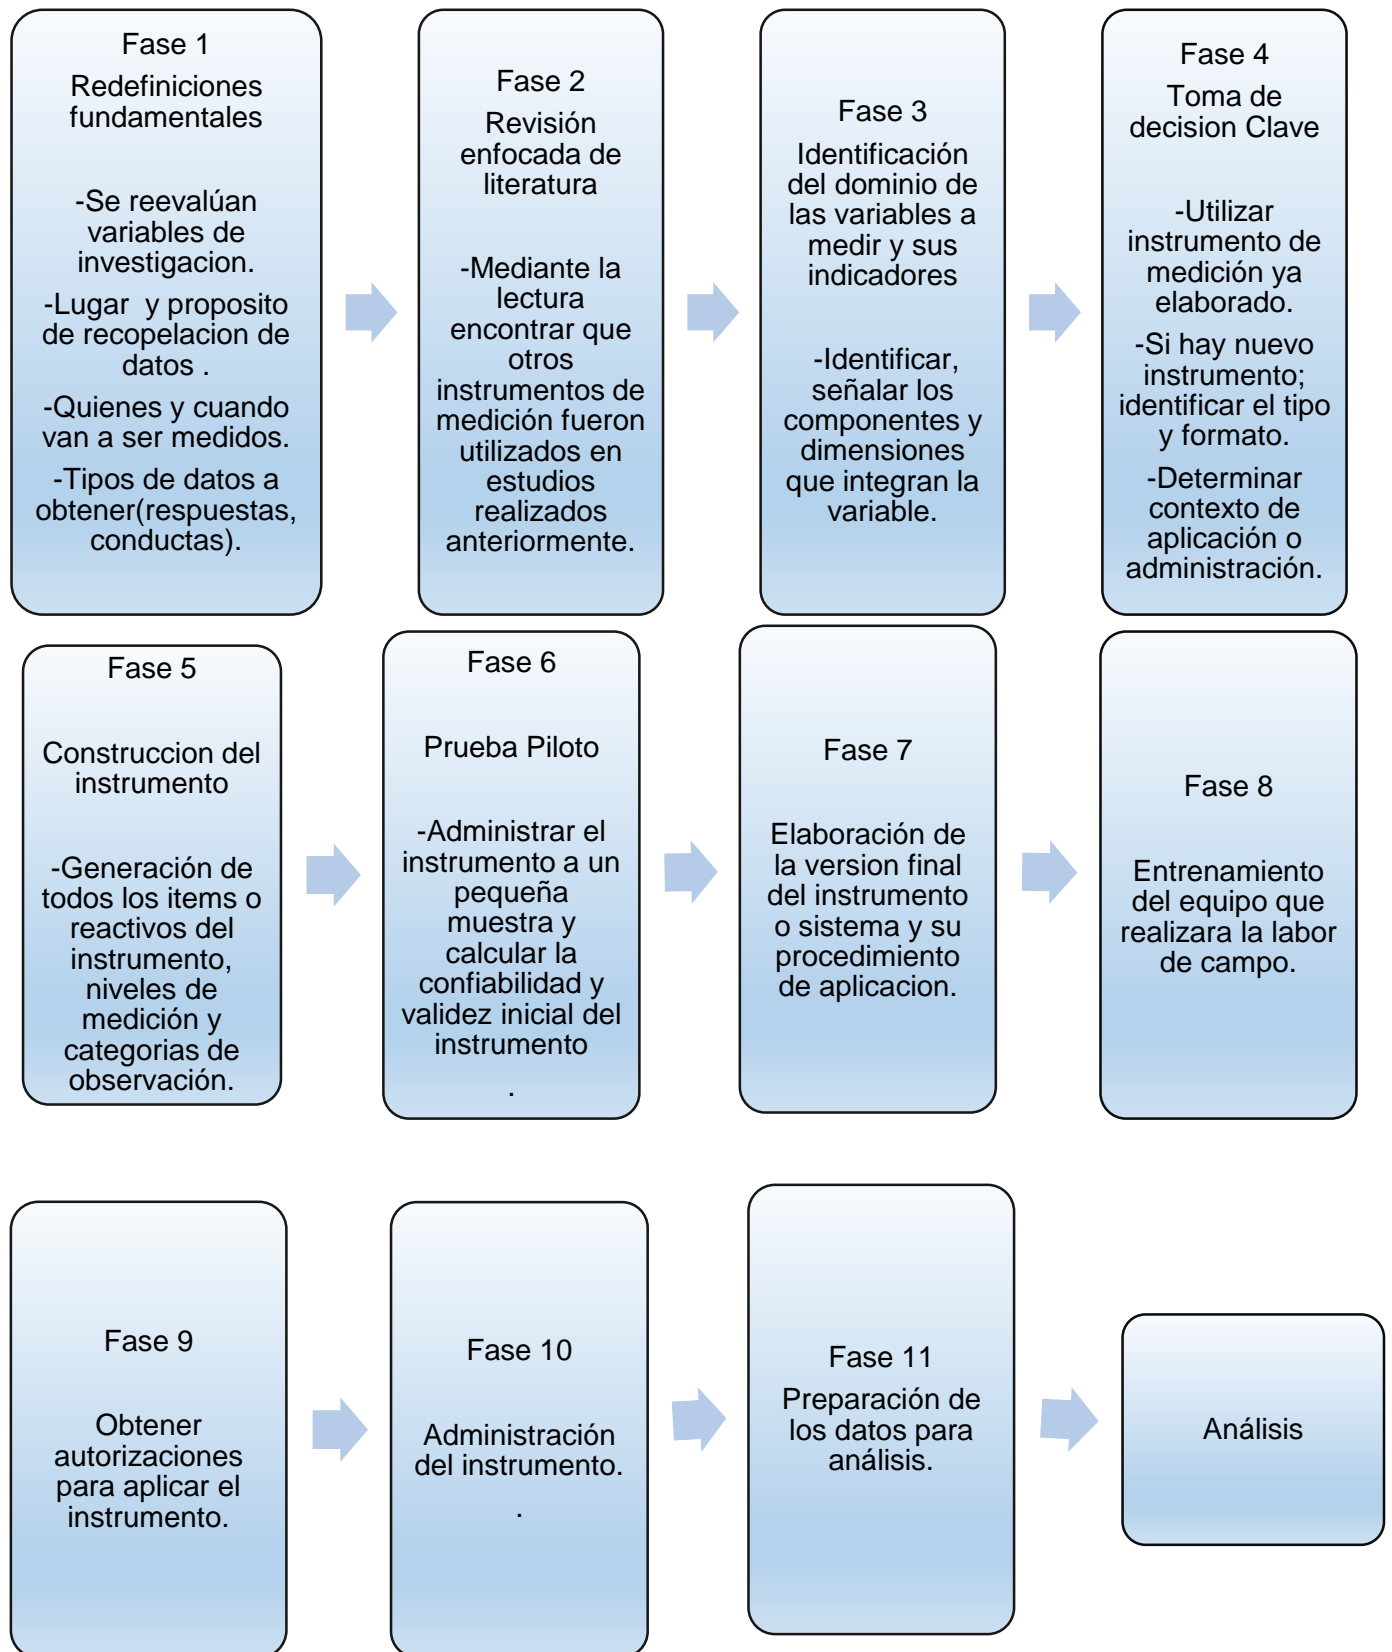 Fase 1
Redefiniciones
fundamentales
-Se reevalúan
variables de
investigacion.
-Lugar  y proposito
de recopelacion de
datos .
-Quienes y cuando
van a ser medidos.
-Tipos de datos a
obtener(respuestas,
conductas).
Fase 2
Revisión
enfocada de
literatura
-Mediante la
lectura
encontrar que
otros
instrumentos de
medición fueron
utilizados en
estudios
realizados
anteriormente.
Fase 3
Identificación
del dominio de
las variables a
medir y sus
indicadores
-Identificar,
señalar los
componentes y
dimensiones
que integran la
variable.
Fase 4
Toma de
decision Clave
-Utilizar
instrumento de
medición ya
elaborado.
-Si hay nuevo
instrumento;
identificar el tipo
y formato.
-Determinar
contexto de
aplicación o
administración.
Fase 5
Construccion del
instrumento
-Generación de
todos los items o
reactivos del
instrumento,
niveles de
medición y
categorias de
observación.
Fase 6
Prueba Piloto
-Administrar el
instrumento a un
pequeña
muestra y
calcular la
confiabilidad y
validez inicial del
instrumento
.
Fase 7
Elaboración de
la version final
del instrumento
o sistema y su
procedimiento
de aplicacion.
Fase 8
Entrenamiento
del equipo que
realizara la labor
de campo.
Fase 9
Obtener
autorizaciones
para aplicar el
instrumento.
Fase 10
Administración
del instrumento.
.
Fase 11
Preparación de
los datos para
análisis.
Análisis